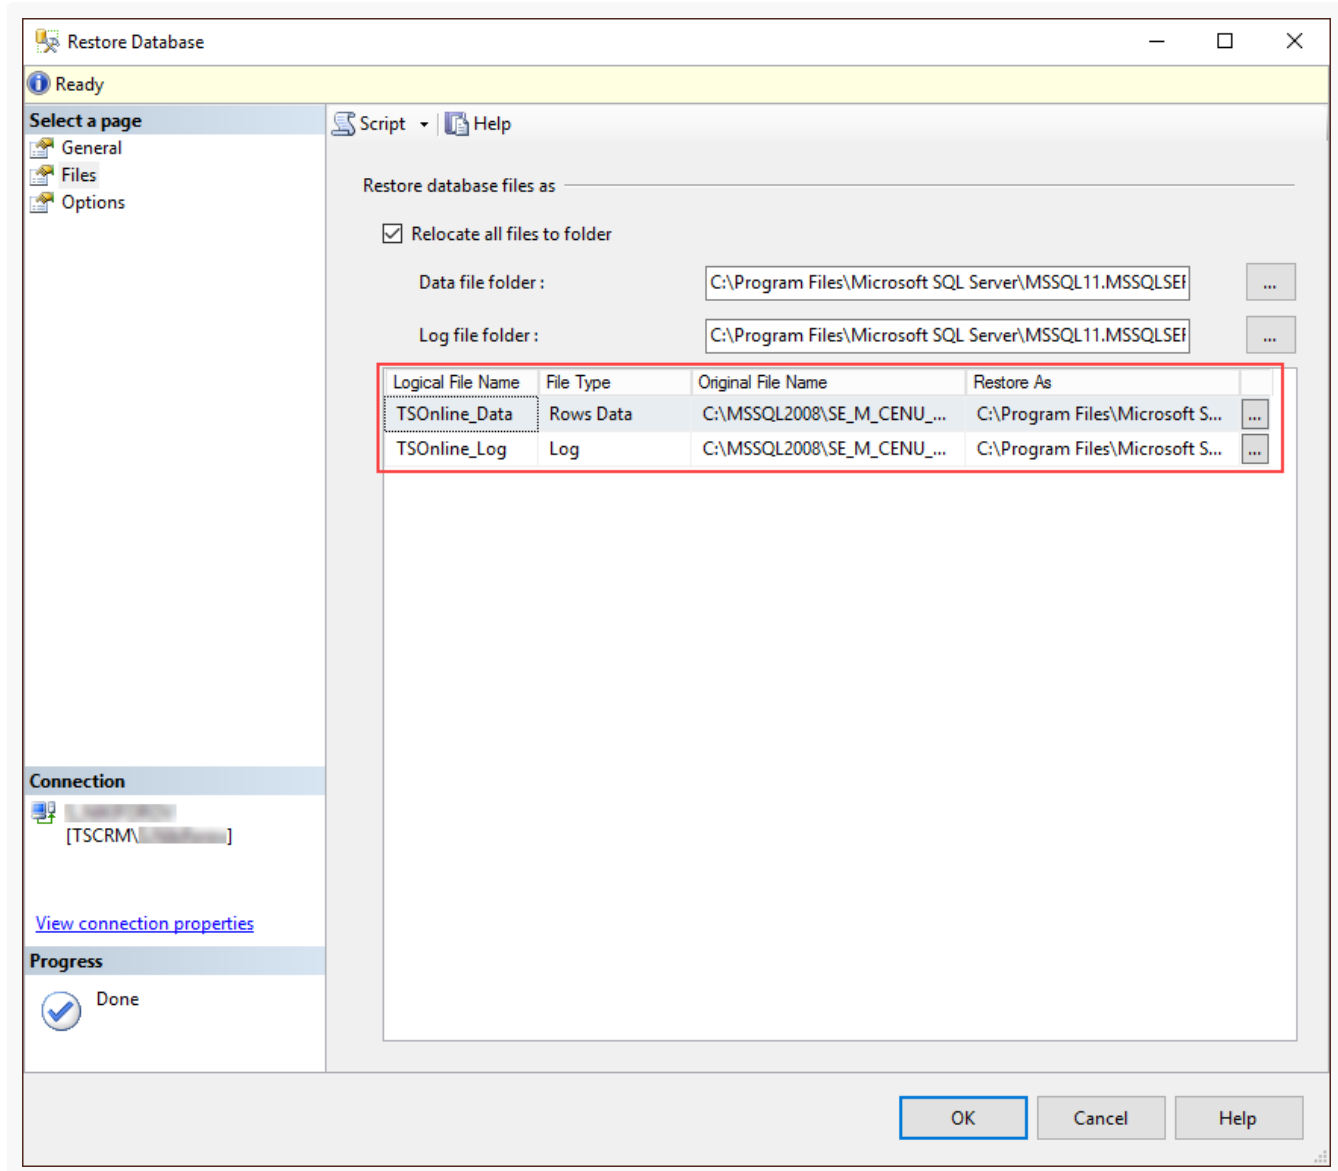 Restore Database
Ready
Select a page
General
Files
Options
Script
Help
Restore database files as
Relocate all files to folder
Data file folder :
C:\Program Files\Microsoft SQL Server\MSSQL11.MSSQLSEI
...
Log file folder :
C:\Program Files\Microsoft SQL Server\MSSQL11.MSSQLSEI
...
Logical File Name File Type Original File Name Restore As
TSOnline_Data Rows Data C:\MSSQL2008\SE_M_CENU_... C:\Program Files\Microsoft S... ...
TSOnline_Log Log C:\MSSQL2008\SE_M_CENU_... C:\Program Files\Microsoft S... ...
Connection
[TSCRM\ ]
View connection properties
Progress
Done
OK Cancel Help